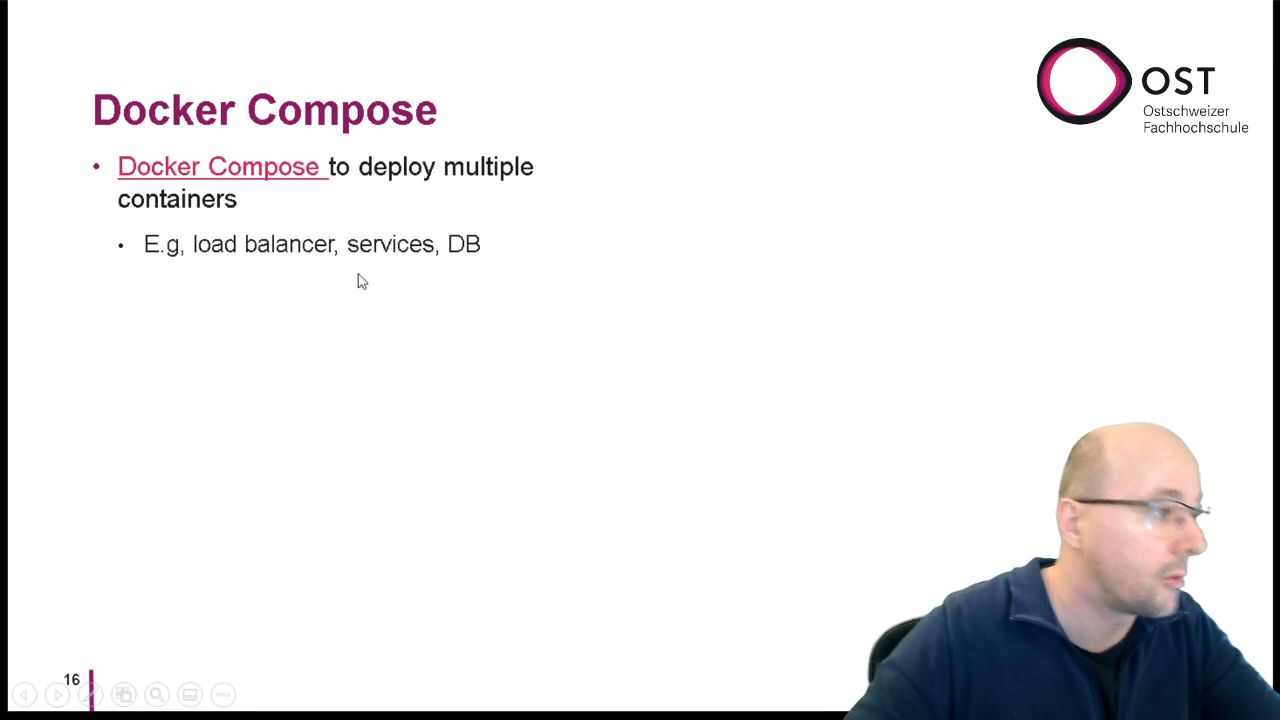 Docker Compose
• Docker Compose to deploy multiple
containers
• E.g, load balancer, services, DB
OST
Ostschweizer
Fachhochschule
16